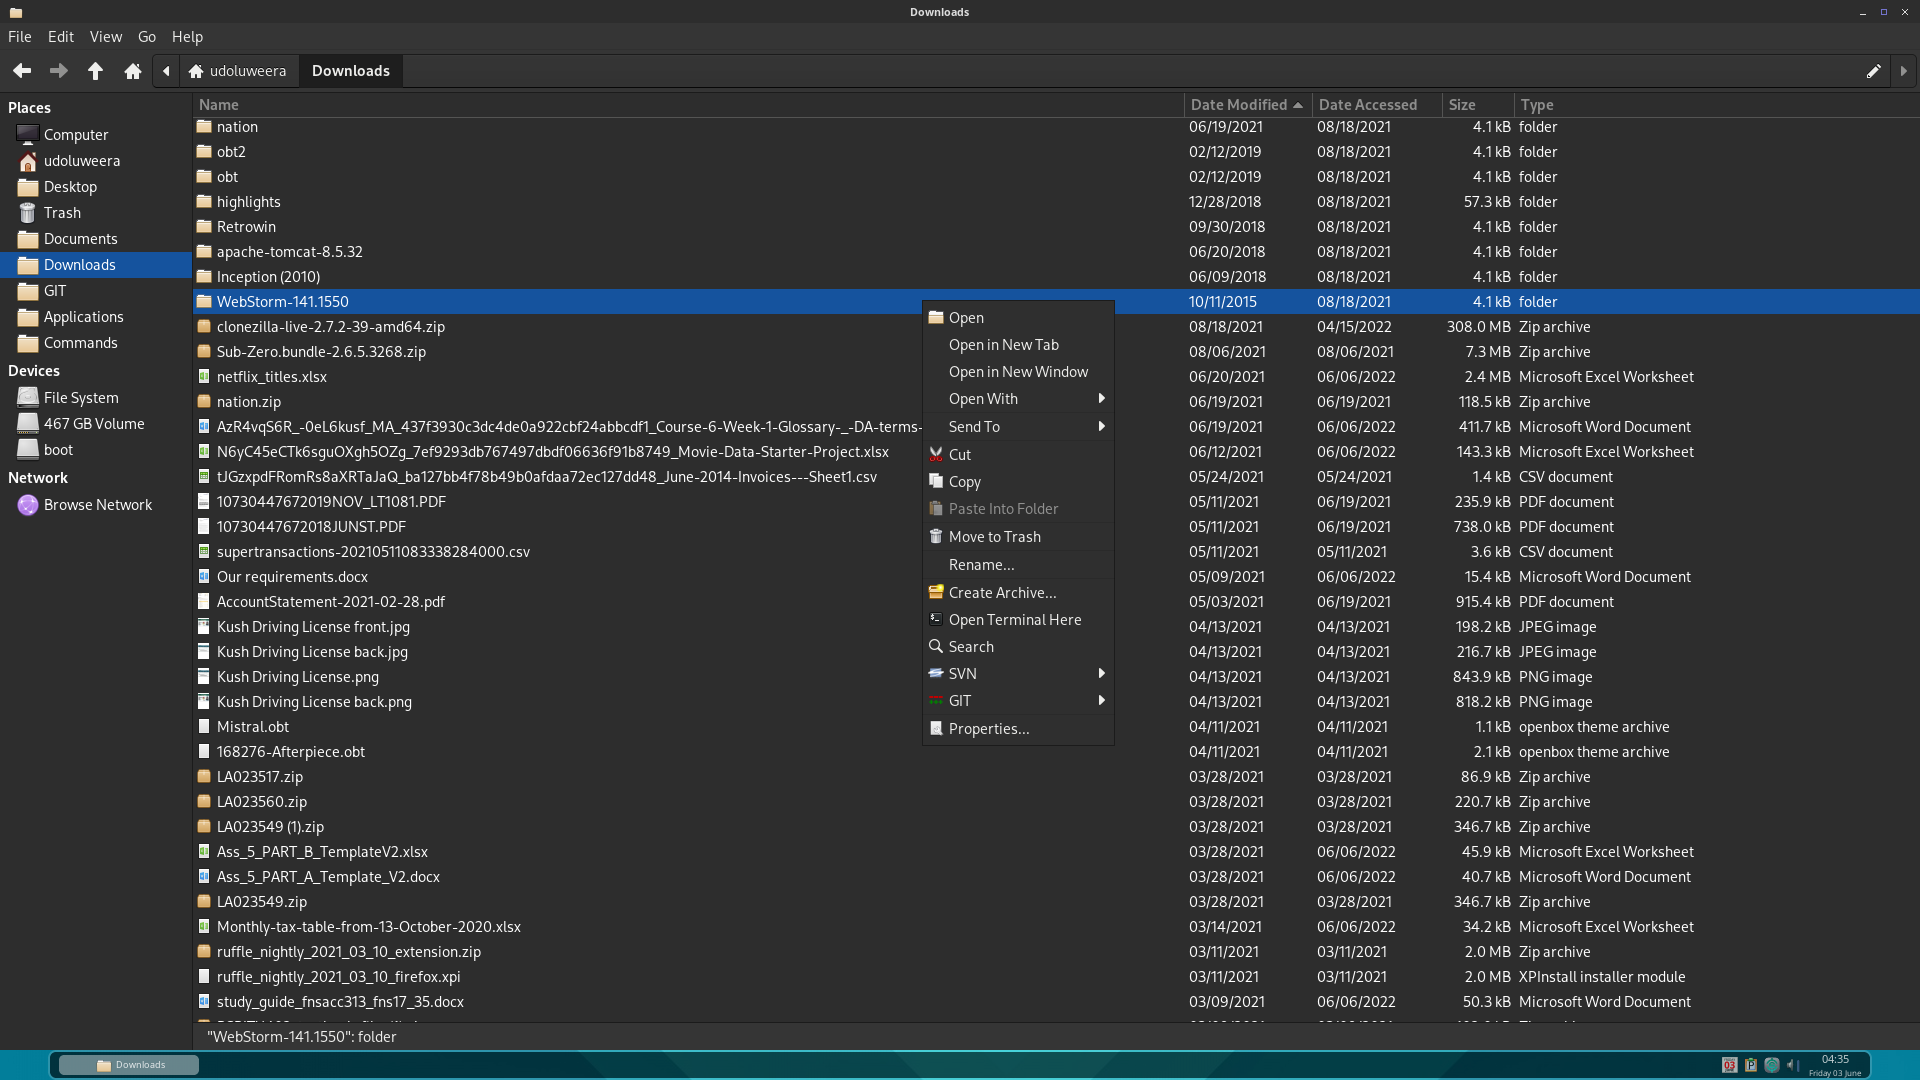 Downloads
File Edit View Go Help
udoluweera Downloads
Places
Computer
udoluweera
Desktop
Trash
Documents
Downloads
GIT
Applications
Commands
Devices
File System
467 GB Volume
boot
Network
Browse Network
Name Date Modified Date Accessed Size Type
nation 06/19/2021 08/18/2021 4.1 kB folder
obt2 02/12/2019 08/18/2021 4.1 kB folder
obt 02/12/2019 08/18/2021 4.1 kB folder
highlights 12/28/2018 08/18/2021 57.3 kB folder
Retrowin 09/30/2018 08/18/2021 4.1 kB folder
apache-tomcat-8.5.32 06/20/2018 08/18/2021 4.1 kB folder
Inception (2010) 06/09/2018 08/18/2021 4.1 kB folder
WebStorm-141.1550 10/11/2015 08/18/2021 4.1 kB folder
clonezilla-live-2.7.2-39-amd64.zip 08/18/2021 04/15/2022 308.0 MB Zip archive
Sub-Zero.bundle-2.6.5.3268.zip 08/06/2021 08/06/2021 7.3 MB Zip archive
netflix_titles.xlsx 06/20/2021 06/06/2022 2.4 MB Microsoft Excel Worksheet
nation.zip 06/19/2021 06/19/2021 118.5 kB Zip archive
AzR4vqS6R_-0eL6kusf_MA_437f3930c3dc4de0a922cbf24abbcdf1_Course-6-Week-1-Glossary-_-DA-terms- 06/19/2021 06/06/2022 411.7 kB Microsoft Word Document
N6yC45eCTk6sguOXgh5OZg_7ef9293db767497dbdf06636f91b8749_Movie-Data-Starter-Project.xlsx 06/12/2021 06/06/2022 143.3 kB Microsoft Excel Worksheet
tJGzxpdFRomRs8aXRTaJaQ_ba127bb4f78b49b0afdaa72ec127dd48_June-2014-Invoices---Sheet1.csv 05/24/2021 05/24/2021 1.4 kB CSV document
10730447672019NOV_LT1081.PDF 05/11/2021 06/19/2021 235.9 kB PDF document
10730447672018JUNST.PDF 05/11/2021 06/19/2021 738.0 kB PDF document
supertransactions-20210511083338284000.csv 05/11/2021 05/11/2021 3.6 kB CSV document
Our requirements.docx 05/09/2021 06/06/2022 15.4 kB Microsoft Word Document
AccountStatement-2021-02-28.pdf 05/03/2021 06/19/2021 915.4 kB PDF document
Kush Driving License front.jpg 04/13/2021 04/13/2021 198.2 kB JPEG image
Kush Driving License back.jpg 04/13/2021 04/13/2021 216.7 kB JPEG image
Kush Driving License.png 04/13/2021 04/13/2021 843.9 kB PNG image
Kush Driving License back.png 04/13/2021 04/13/2021 818.2 kB PNG image
Mistral.obt 04/11/2021 04/11/2021 1.1 kB openbox theme archive
168276-Afterpiece.obt 04/11/2021 04/11/2021 2.1 kB openbox theme archive
LA023517.zip 03/28/2021 03/28/2021 86.9 kB Zip archive
LA023560.zip 03/28/2021 03/28/2021 220.7 kB Zip archive
LA023549 (1).zip 03/28/2021 03/28/2021 346.7 kB Zip archive
Ass_5_PART_B_TemplateV2.xlsx 03/28/2021 06/06/2022 45.9 kB Microsoft Excel Worksheet
Ass_5_PART_A_Template_V2.docx 03/28/2021 06/06/2022 40.7 kB Microsoft Word Document
LA023549.zip 03/28/2021 03/28/2021 346.7 kB Zip archive
Monthly-tax-table-from-13-October-2020.xlsx 03/14/2021 06/06/2022 34.2 kB Microsoft Excel Worksheet
ruffle_nightly_2021_03_10_extension.zip 03/11/2021 03/11/2021 2.0 MB Zip archive
ruffle_nightly_2021_03_10_firefox.xpi 03/11/2021 03/11/2021 2.0 MB XPInstall installer module
study_guide_fnsacc313_fns17_35.docx 03/09/2021 06/06/2022 50.3 kB Microsoft Word Document
Open
Open in New Tab
Open in New Window
Open With
Send To
Cut
Copy
Paste Into Folder
Move to Trash
Rename...
Create Archive...
Open Terminal Here
Search
SVN
GIT
Properties...
"WebStorm-141.1550": folder
Downloads
03
04:35
Friday 03 June